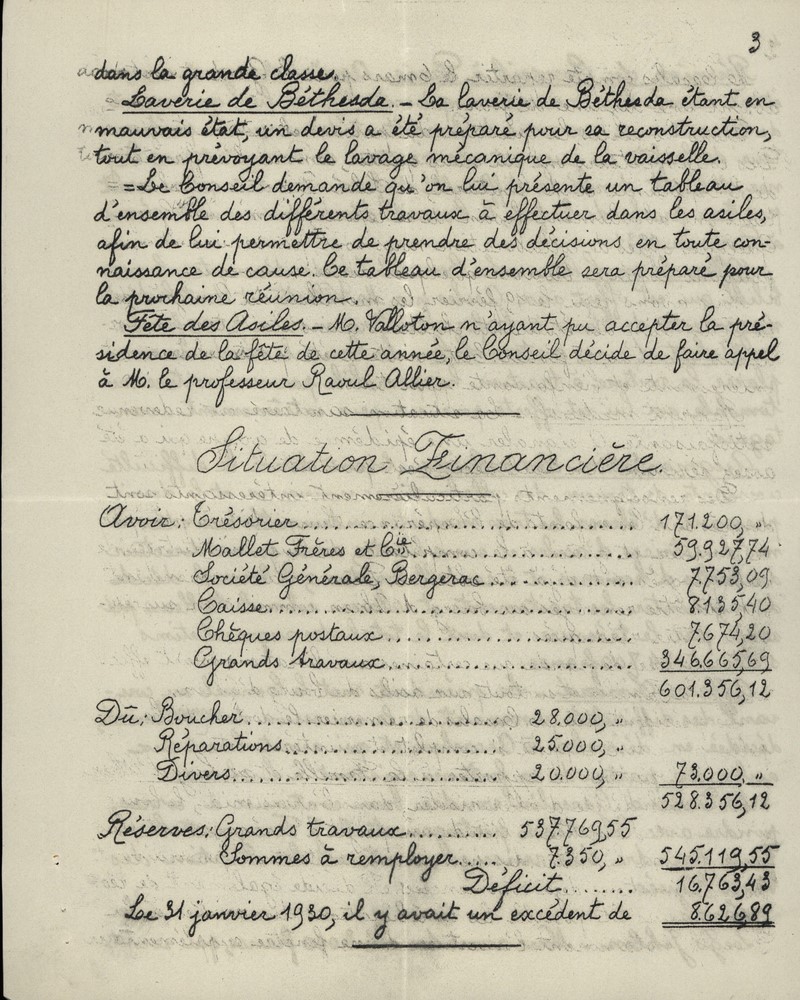 3
dans la grande classe.
Laverie de Béthesda. - La laverie de Béthesda étant en
mauvais état, un devis a été préparé pour sa reconstruction,
tout en prévoyant le lavage mécanique de la vaisselle.
= Le Conseil demande qu'on lui présente un tableau
d'ensemble des différents travaux à effectuer dans les asiles,
afin de lui permettre de prendre des décisions en toute con-
naissance de cause. Ce tableau d'ensemble sera préparé pour
la prochaine réunion.
Fête des Asiles. - M. Valloton n'ayant pu accepter la pré-
sidence de la fête de cette année, le Conseil décide de faire appel
à M. le professeur Raoul Allier.
Situation Financière.
Avoir: Trésorier........ 171.200, "
Mallet Frères et Cie........ 59.927,74
Société Générale, Bergerac........ 7.753,09
Caisse........ 8.135,40
Chèques postaux........ 7.674,20
Grands travaux........ 346.665,69
601.356,12
Dû: Boucher........ 28.000, "
Réparations........ 25.000, "
Divers........ 20.000, " 73.000, "
528.356,12
Réserves: Grands travaux........ 537.769,55
Sommes à remployer..... 7.350, " 545.119,55
Déficit........ 16.763,43
Le 31 janvier 1930, il y avait un excédent de 8.626,89